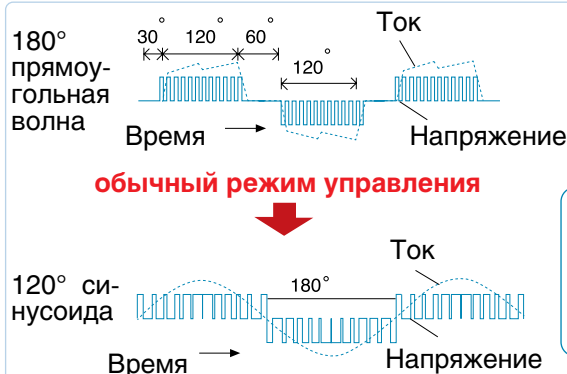 30° 120° 60°
Ток
180°
прямоу-
гольная
волна
120°
Время
Напряжение
обычный режим управления
Ток
120° си-
нусоида
180°
Время
Напряжение